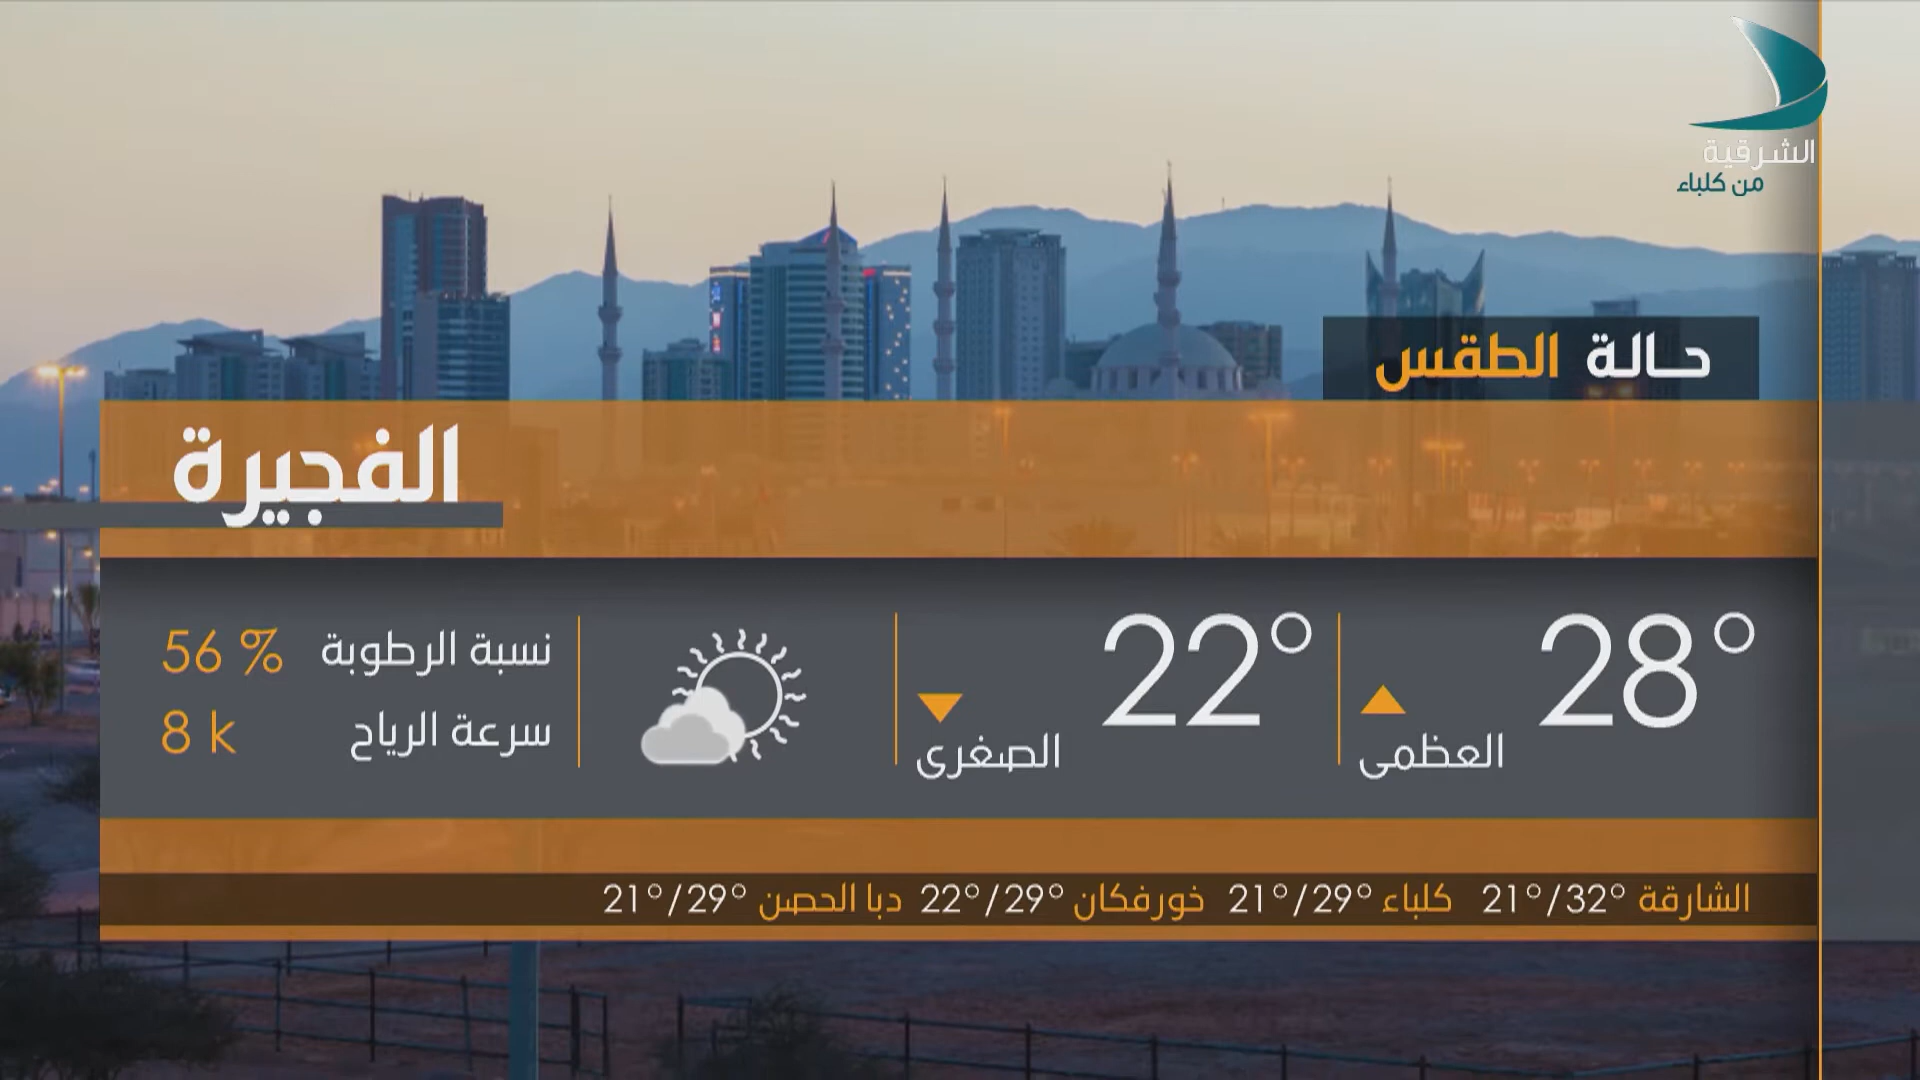 الشرقية
من كلباء
حالة الطقس
الفجيرة
28°
العظمى
22°
الصغرى
نسبة الرطوبة 56 %
سرعة الرياح 8 k
الشارقة 21°/32° كلباء 21°/29° خورفكان 22°/29° دبا الحصن 21°/29°